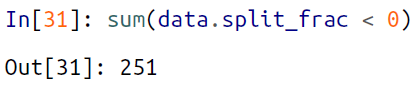 In[31]: sum(data.split_frac < 0)
Out[31]: 251